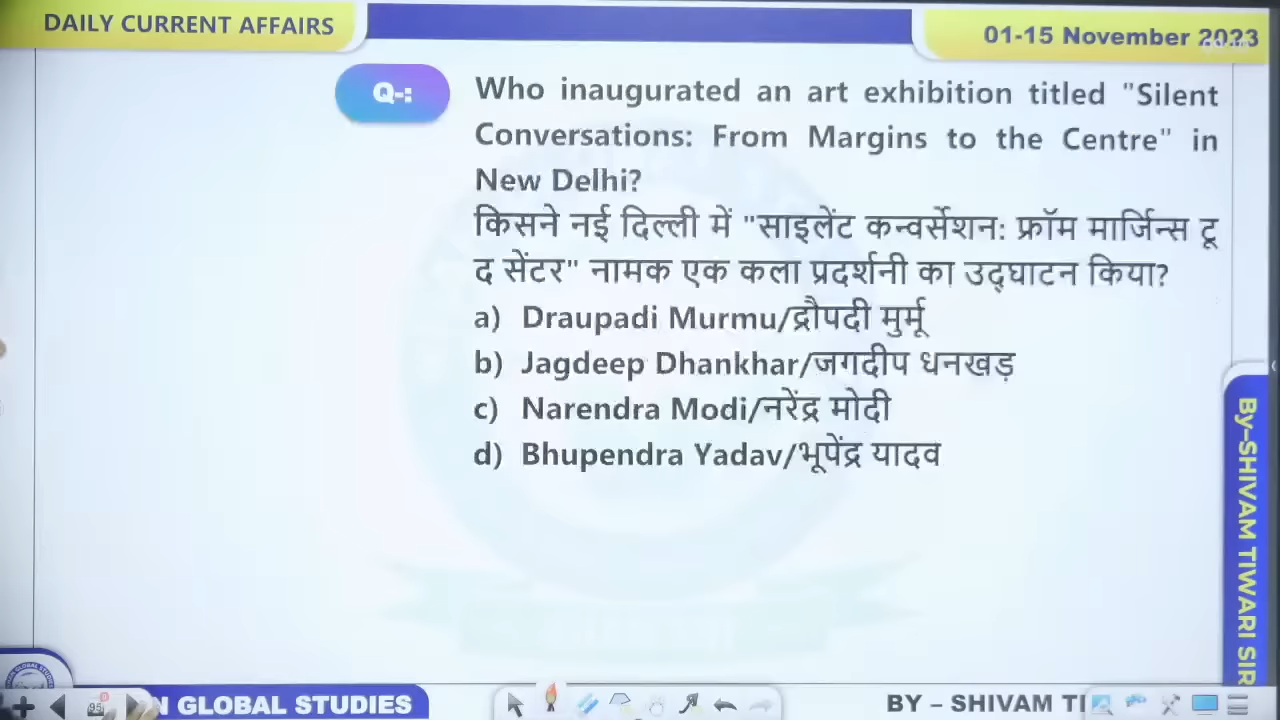 DAILY CURRENT AFFAIRS
01-15 November 2023
Q-:
Who inaugurated an art exhibition titled "Silent
Conversations: From Margins to the Centre" in
New Delhi?
किसने नई दिल्ली में "साइलेंट कन्वर्सेशन: फ्रॉम मार्जिन्स टू
द सेंटर" नामक एक कला प्रदर्शनी का उद्घाटन किया?
a) Draupadi Murmu/द्रौपदी मुर्मू
b) Jagdeep Dhankhar/जगदीप धनखड़
c) Narendra Modi/नरेंद्र मोदी
d) Bhupendra Yadav/भूपेंद्र यादव
By-SHIVAM TIWARI SIR
N GLOBAL STUDIES
BY – SHIVAM TI
95